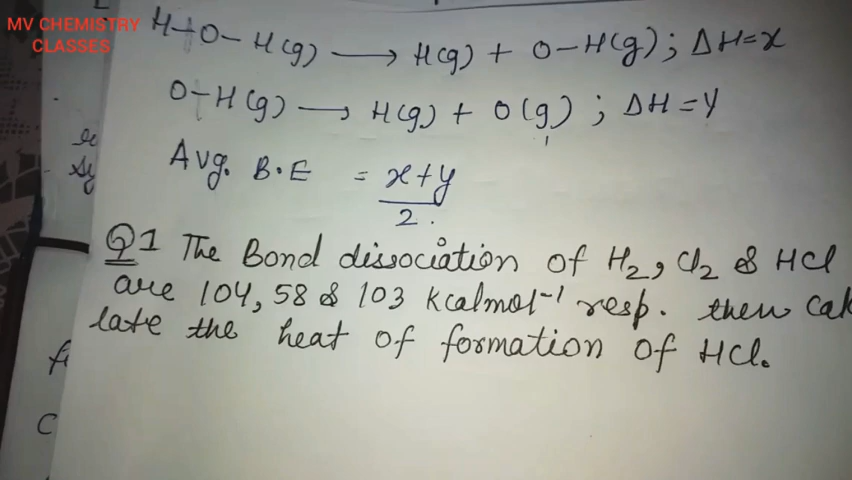 MV CHEMISTRY
CLASSES
H-O-H(g) ⟶ H(g) + O-H(g) ; ΔH=x
O-H(g) ⟶ H(g) + O(g) ; ΔH = y
Avg. B.E = x+y
2.
Q1 The Bond dissociation of H₂, Cl₂ & HCl
are 104, 58 & 103 kcalmol⁻¹ resp. then Cal
late the heat of formation of HCl.